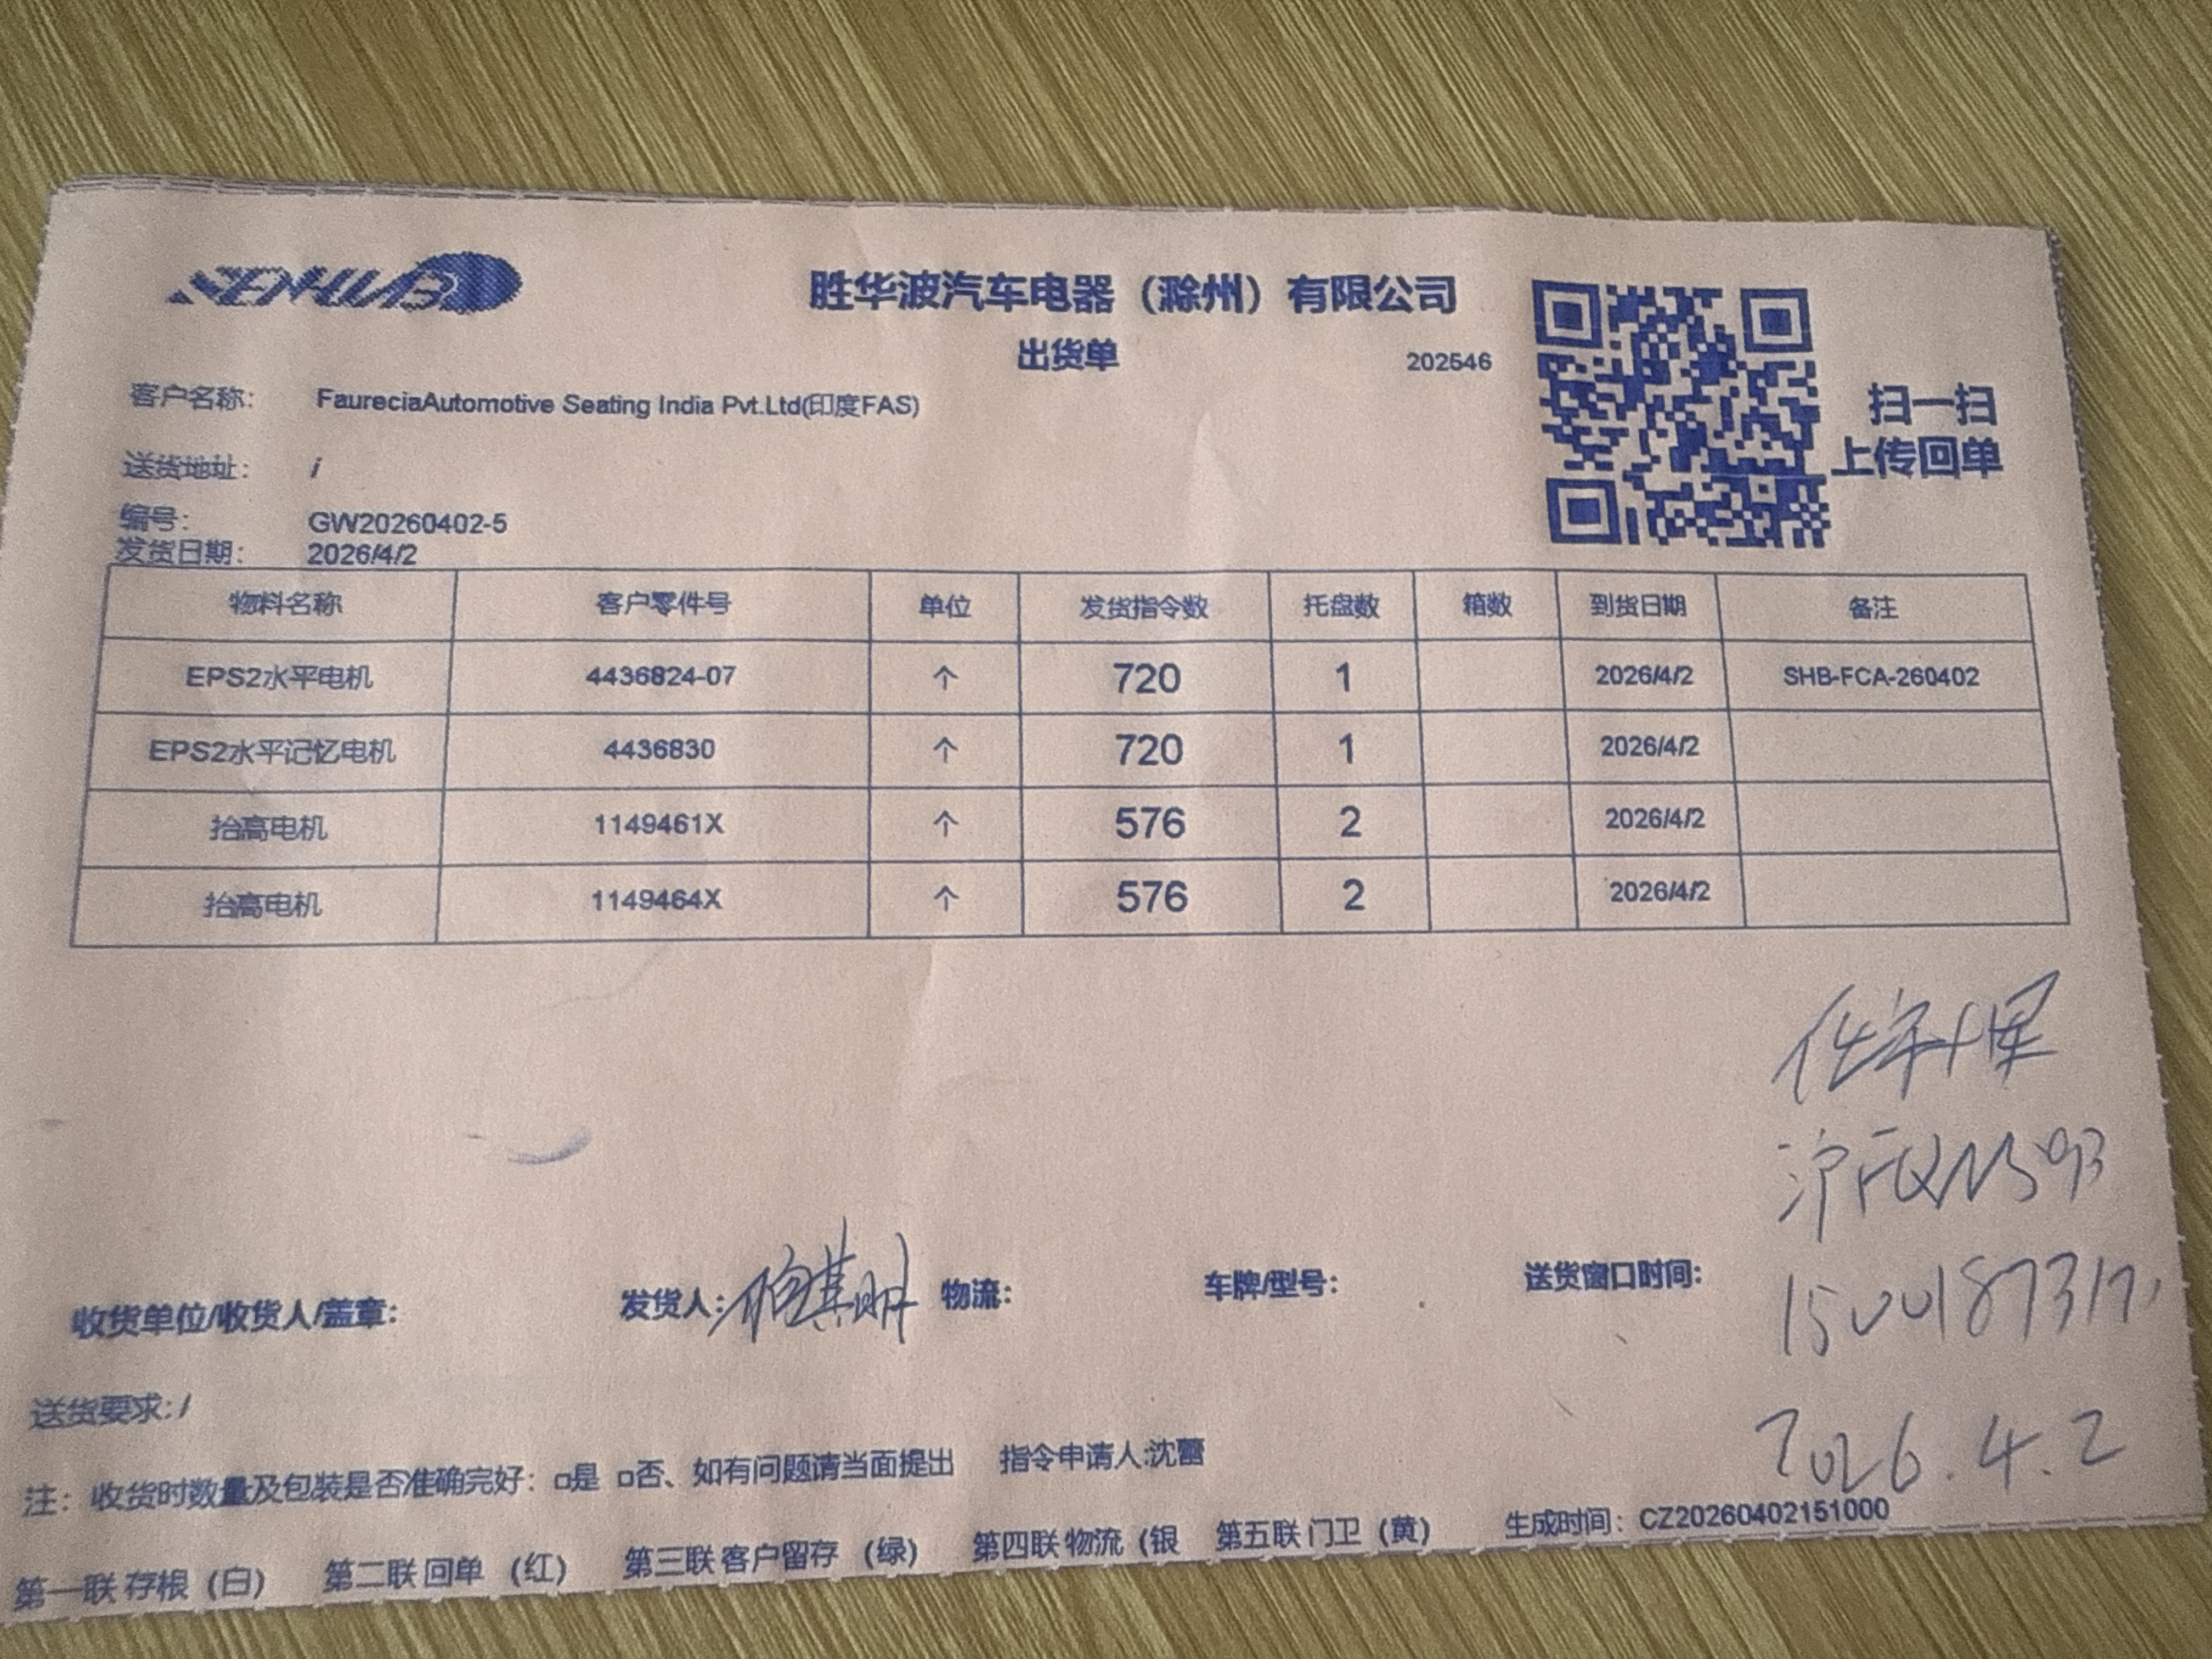 胜华波汽车电器（滁州）有限公司
出货单
202546
扫一扫
上传回单
客户名称： FaureciaAutomotive Seating India Pvt.Ltd(印度FAS)
送货地址： /
编号： GW20260402-5
发货日期： 2026/4/2
物料名称 客户零件号 单位 发货指令数 托盘数 箱数 到货日期 备注
EPS2水平电机 4436824-07 个 720 1 2026/4/2 SHB-FCA-260402
EPS2水平记忆电机 4436830 个 720 1 2026/4/2
抬高电机 1149461X 个 576 2 2026/4/2
抬高电机 1149464X 个 576 2 2026/4/2
收货单位/收货人/盖章： 发货人： 物流： 车牌/型号： 送货窗口时间：
送货要求：/
2026.4.2
注： 收货时数量及包装是否准确完好：□是 □否、如有问题请当面提出 指令申请人:沈蕾
生成时间：CZ20260402151000
第一联 存根（白） 第二联 回单 （红） 第三联 客户留存 （绿） 第四联 物流（银 第五联 门卫（黄）